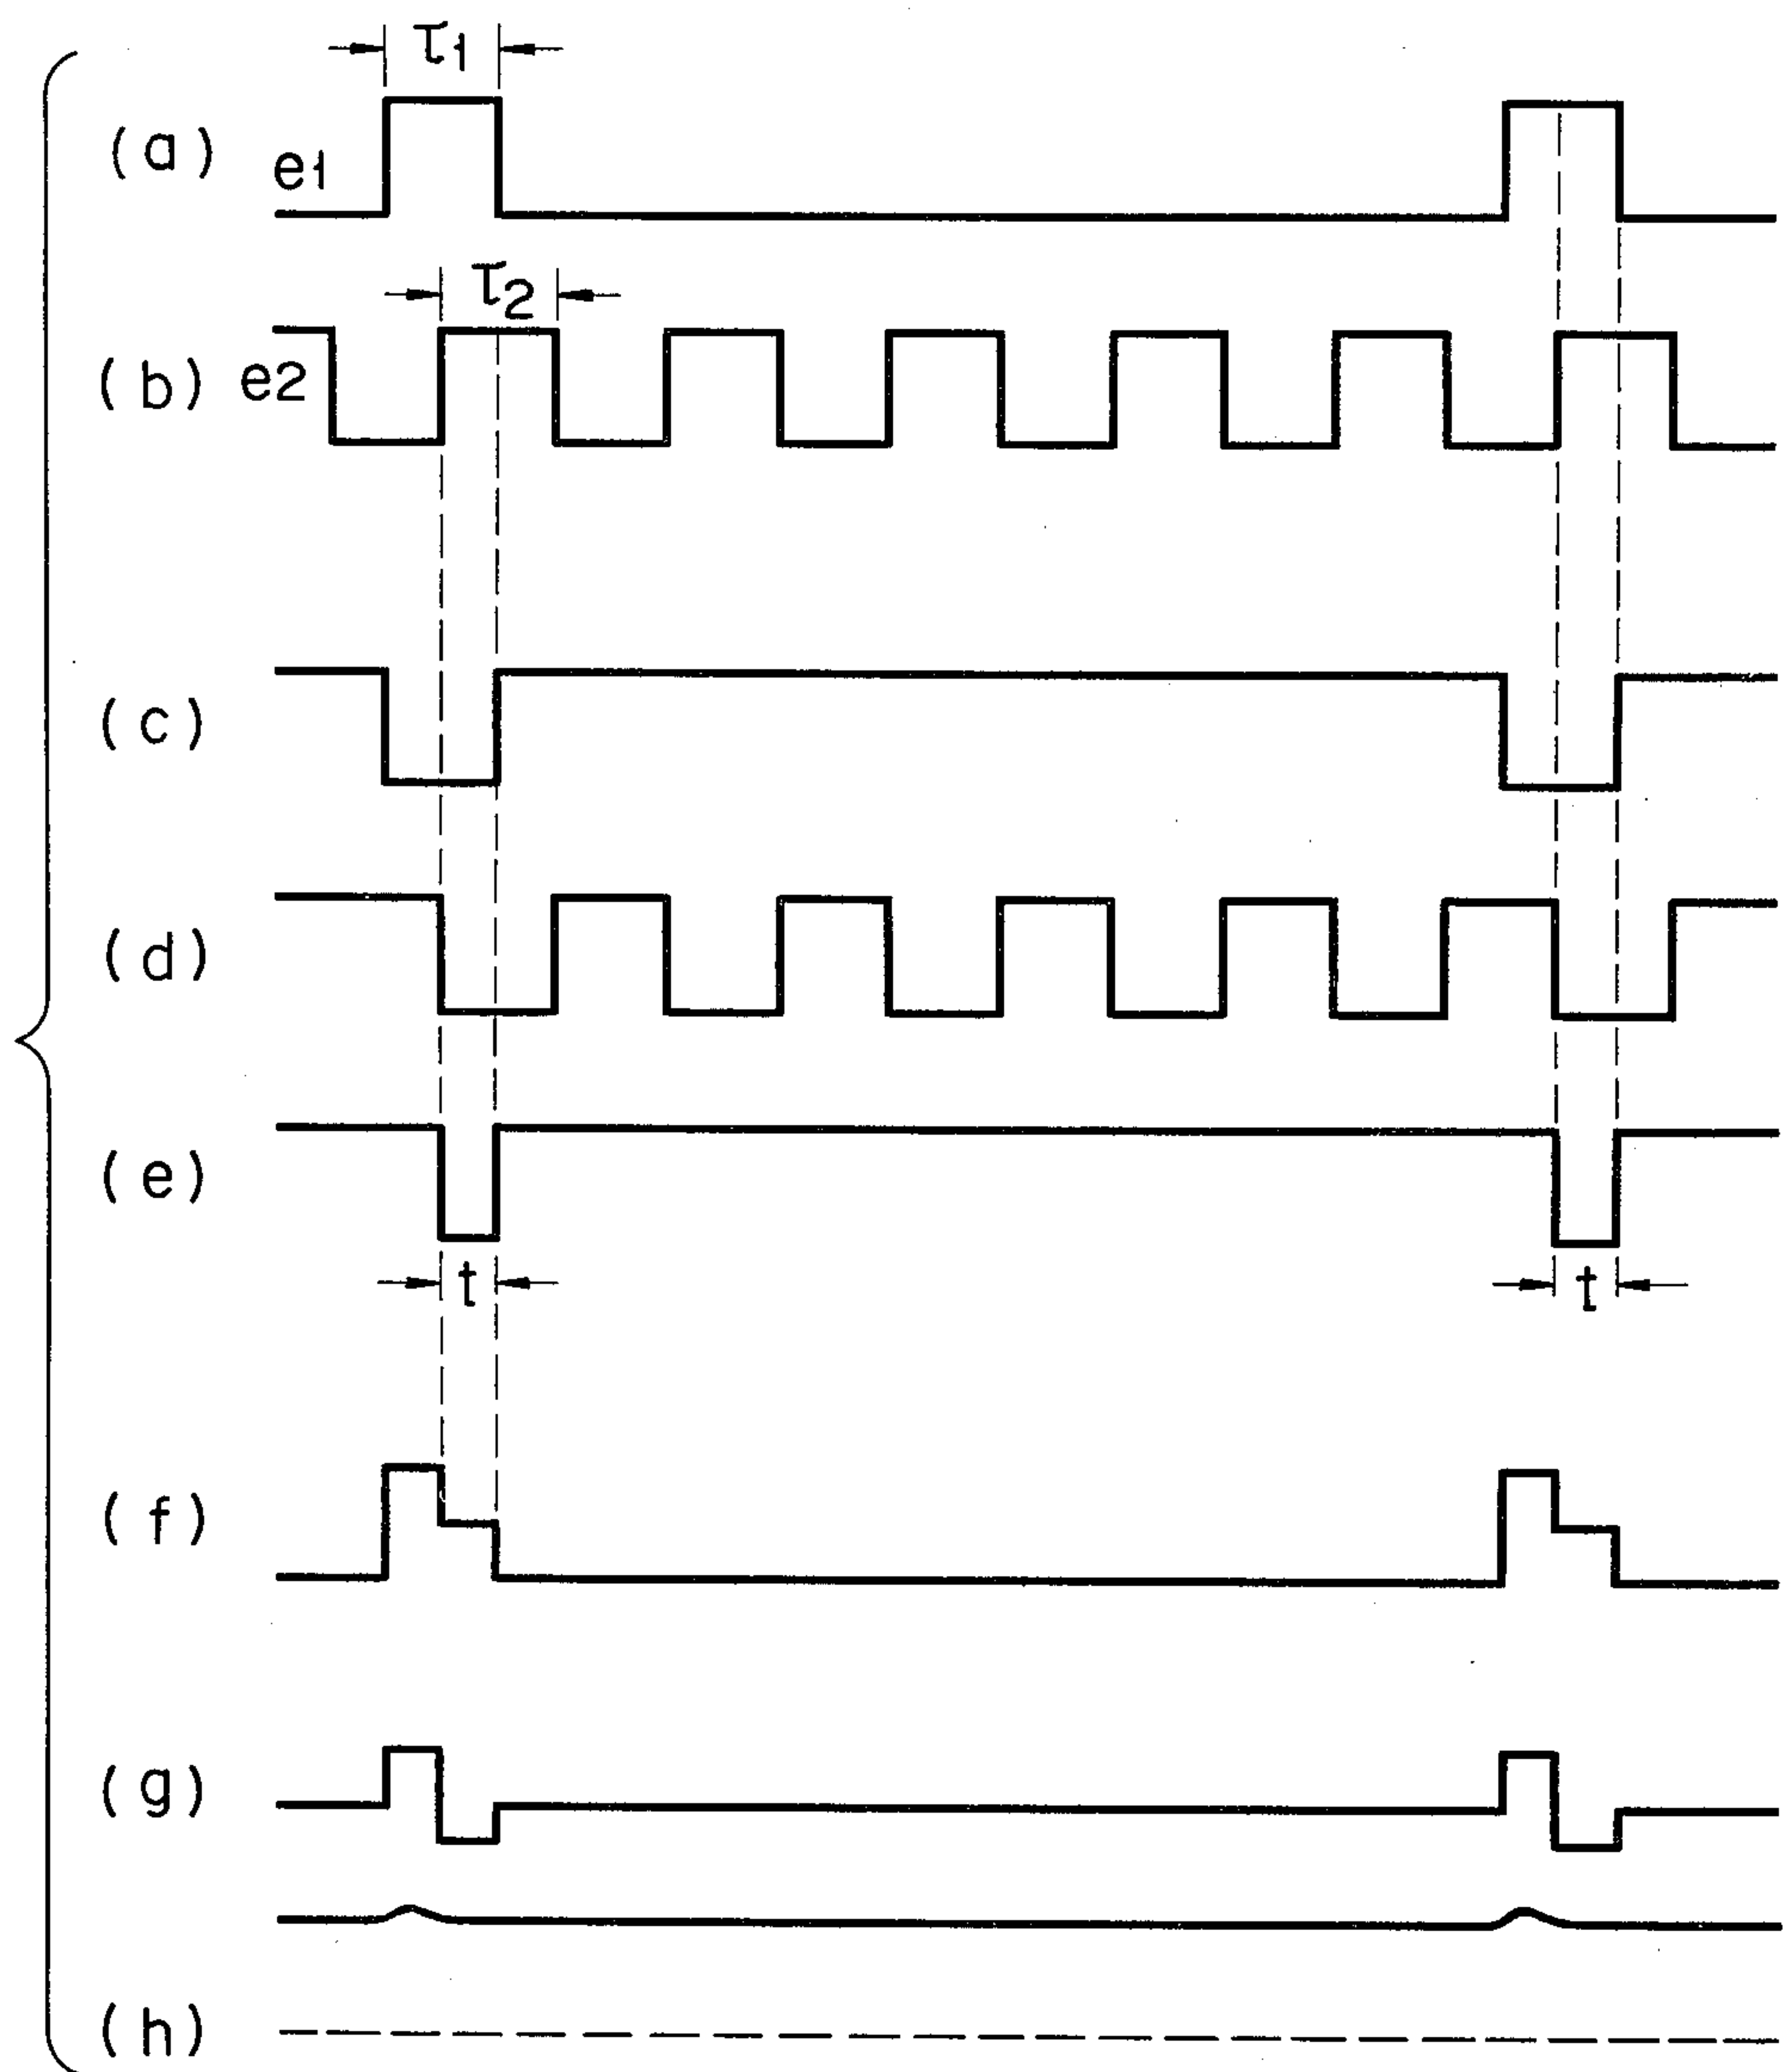 τ1
(a) e1
τ2
(b) e2
(c)
(d)
(e)
t t
(f)
(g)
(h)